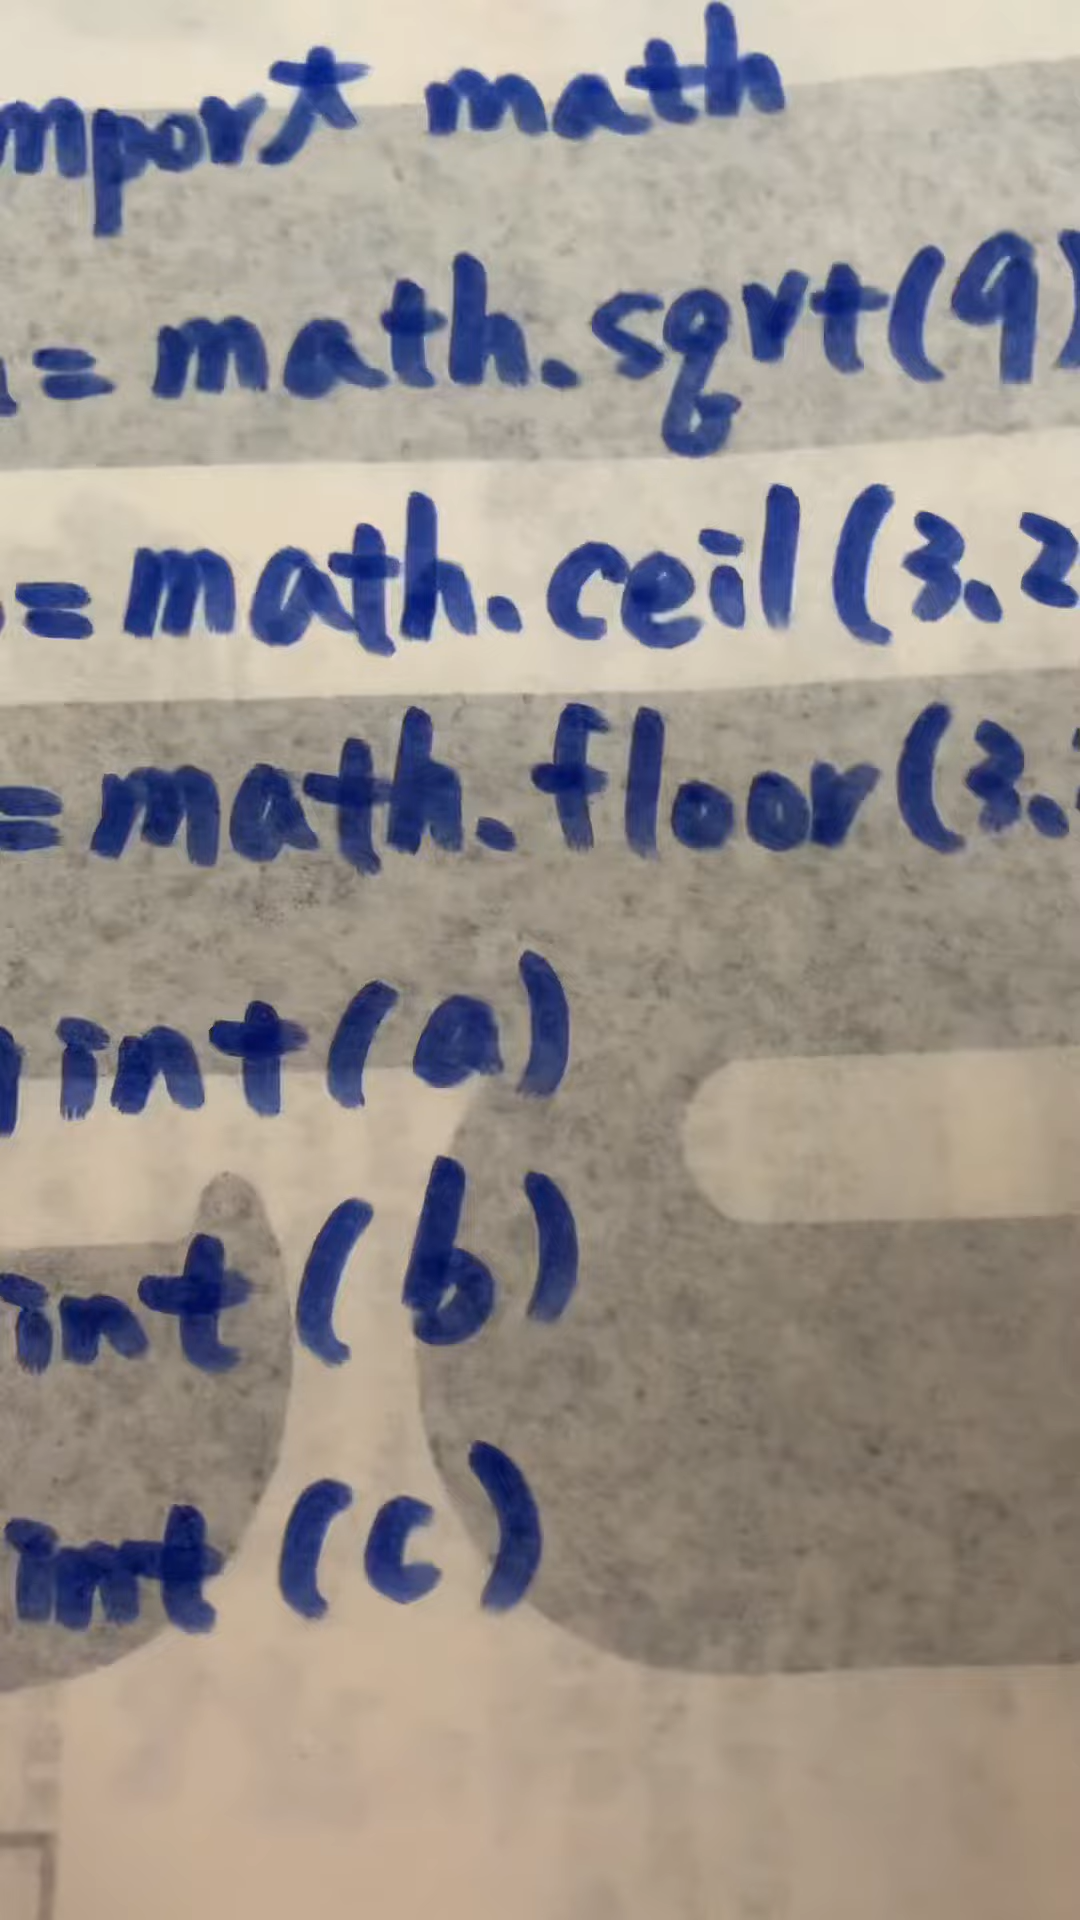 mport math
= math.sqrt(9)
= math.ceil(3.2
= math.floor(3.
int(a)
int(b)
int(c)